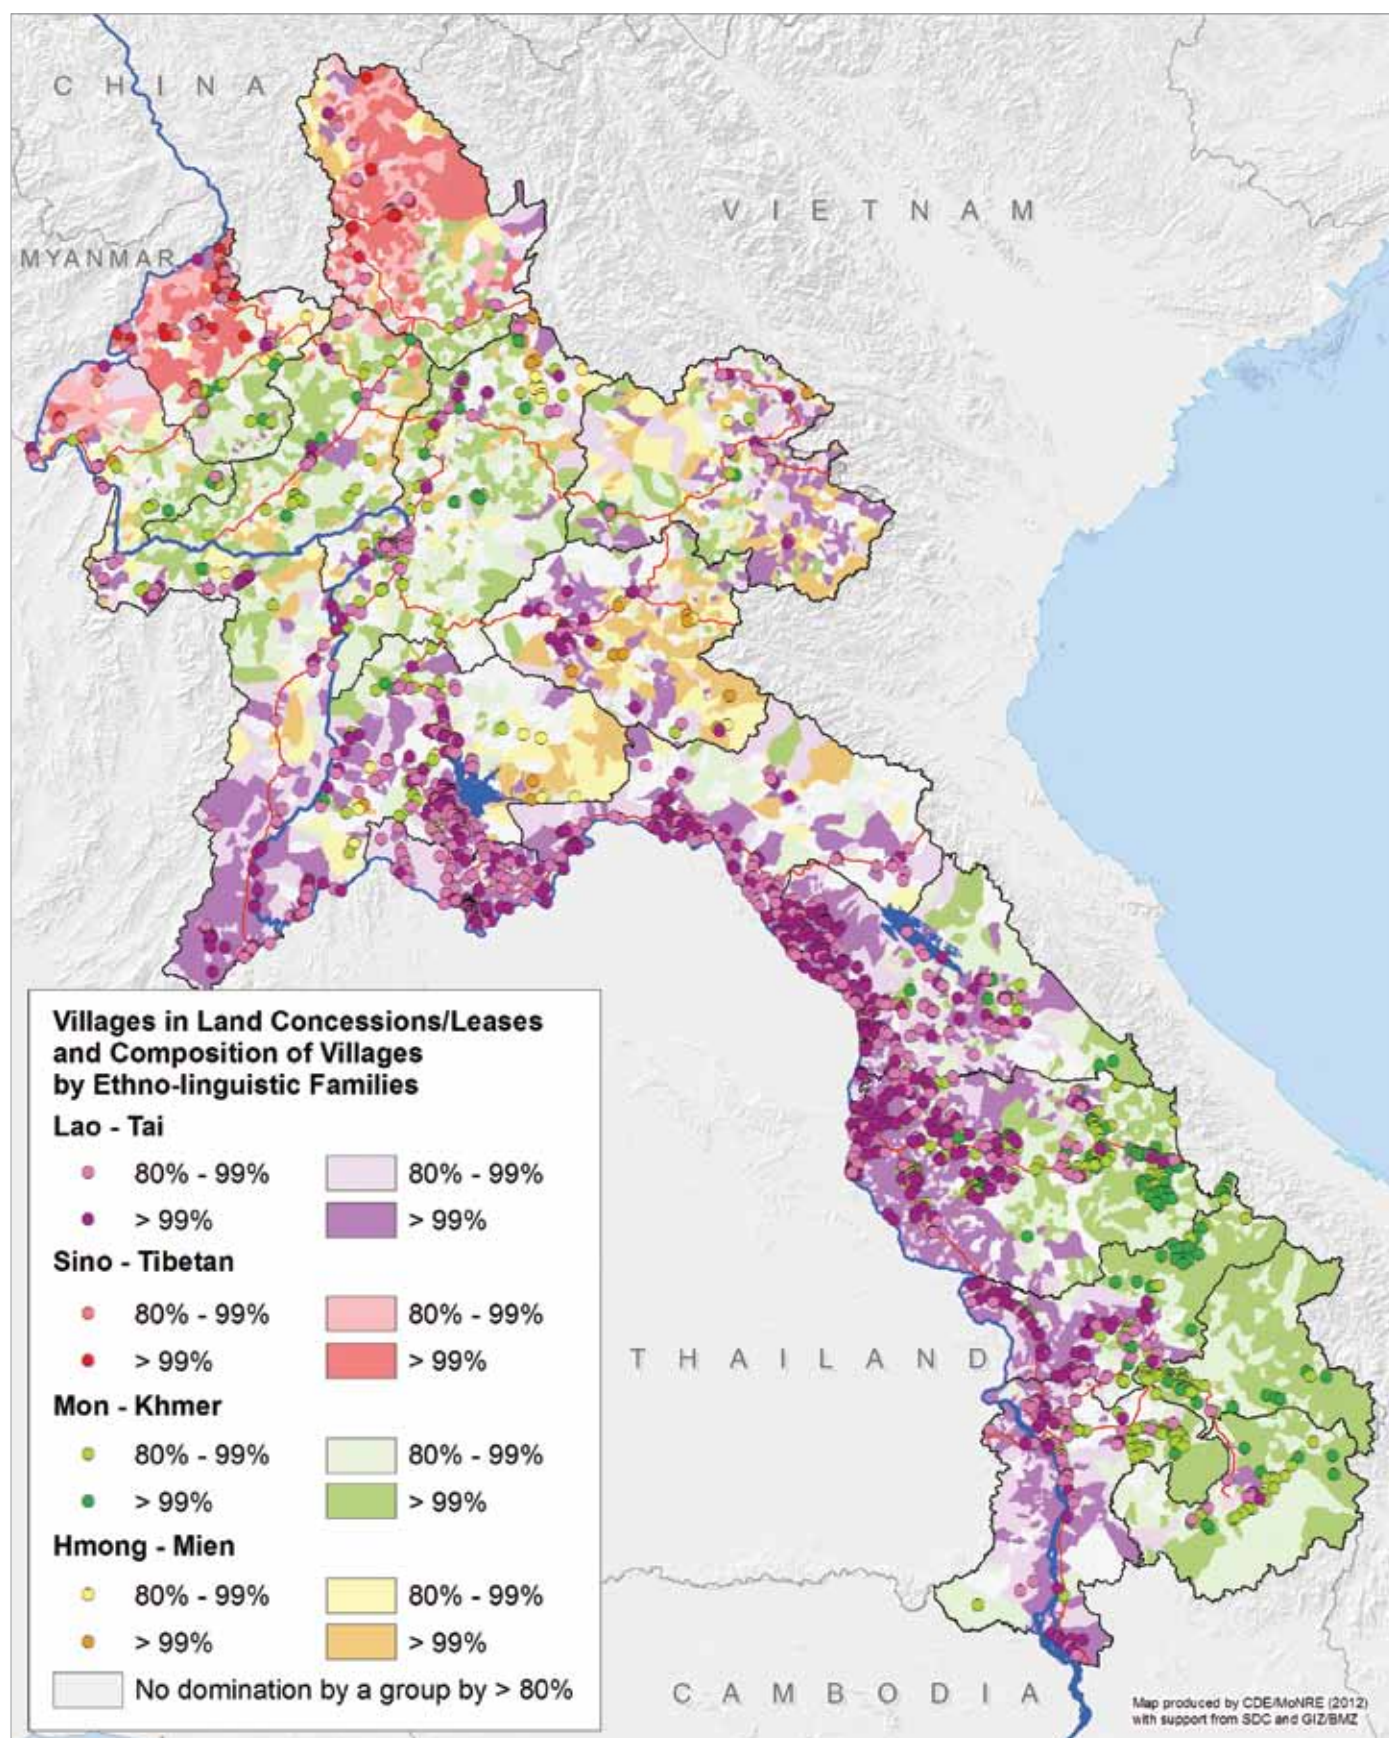 C H I N A
V I E T N A M
MYANMAR
Villages in Land Concessions/Leases
and Composition of Villages
by Ethno-linguistic Families
Lao - Tai
80% - 99% 80% - 99%
> 99% > 99%
Sino - Tibetan
80% - 99% 80% - 99%
> 99% > 99%
Mon - Khmer
80% - 99% 80% - 99%
> 99% > 99%
Hmong - Mien
80% - 99% 80% - 99%
> 99% > 99%
No domination by a group by > 80%
T H A I L A N D
C A M B O D I A
Map produced by CDE/MoNRE (2012)
with support from SDC and GIZ/BMZ